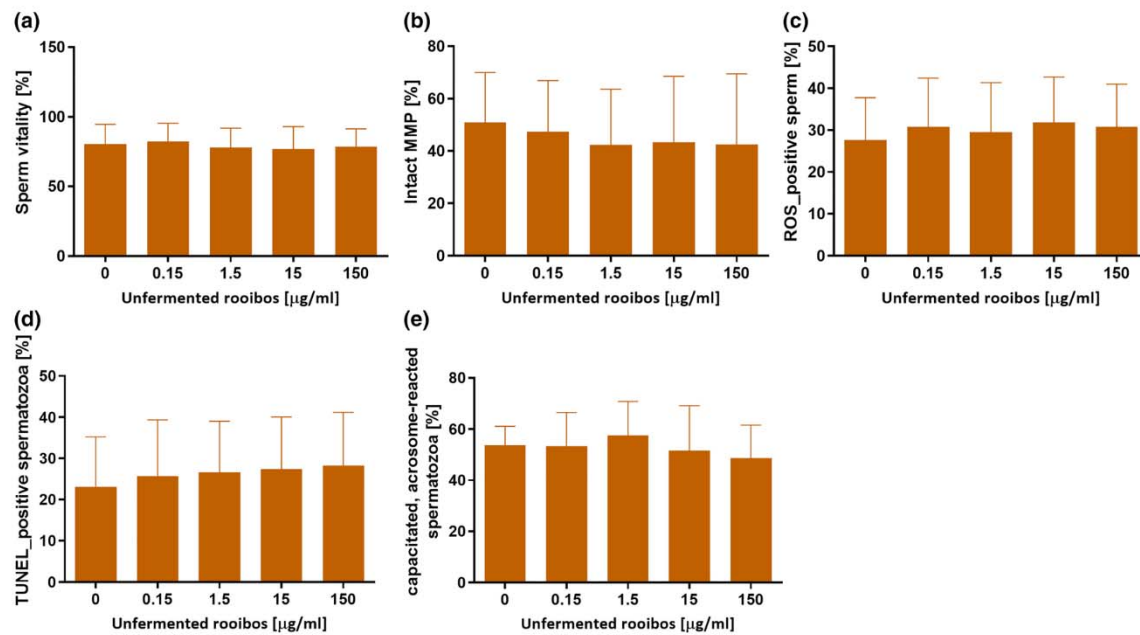 (a)
Sperm vitality [%]
150
100
50
0
0 0.15 1.5 15 150
Unfermented rooibos [µg/ml]
(b)
Intact MMP [%]
80
60
40
20
0
0 0.15 1.5 15 150
Unfermented rooibos [µg/ml]
(c)
ROS_positive sperm [%]
50
40
30
20
10
0
0 0.15 1.5 15 150
Unfermented rooibos [µg/ml]
(d)
TUNEL_positive spermatozoa [%]
50
40
30
20
10
0
0 0.15 1.5 15 150
Unfermented rooibos [µg/ml]
(e)
capacitated, acrosome-reacted
spermatozoa [%]
80
60
40
20
0
0 0.15 1.5 15 150
Unfermented rooibos [µg/ml]